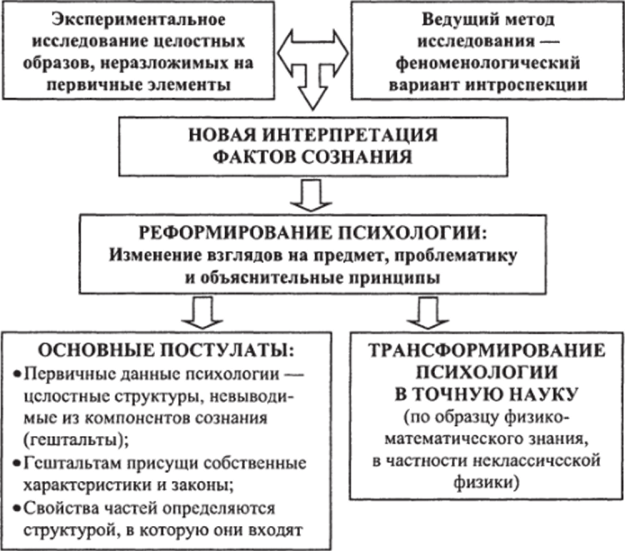 Экспериментальное
исследование целостных
образов, неразложимых на
первичные элементы
Ведущий метод
исследования —
феноменологический
вариант интроспекции
НОВАЯ ИНТЕРПРЕТАЦИЯ
ФАКТОВ СОЗНАНИЯ
РЕФОРМИРОВАНИЕ ПСИХОЛОГИИ:
Изменение взглядов на предмет, проблематику
и объяснительные принципы
ОСНОВНЫЕ ПОСТУЛАТЫ:
•Первичные данные психологии —
целостные структуры, невыводи-
мые из компонентов сознания
(гештальты);
•Гештальтам присущи собственные
характеристики и законы;
•Свойства частей определяются
структурой, в которую они входят
ТРАНСФОРМИРОВАНИЕ
ПСИХОЛОГИИ
В ТОЧНУЮ НАУКУ
(по образцу физико-
математического знания,
в частности неклассической
физики)